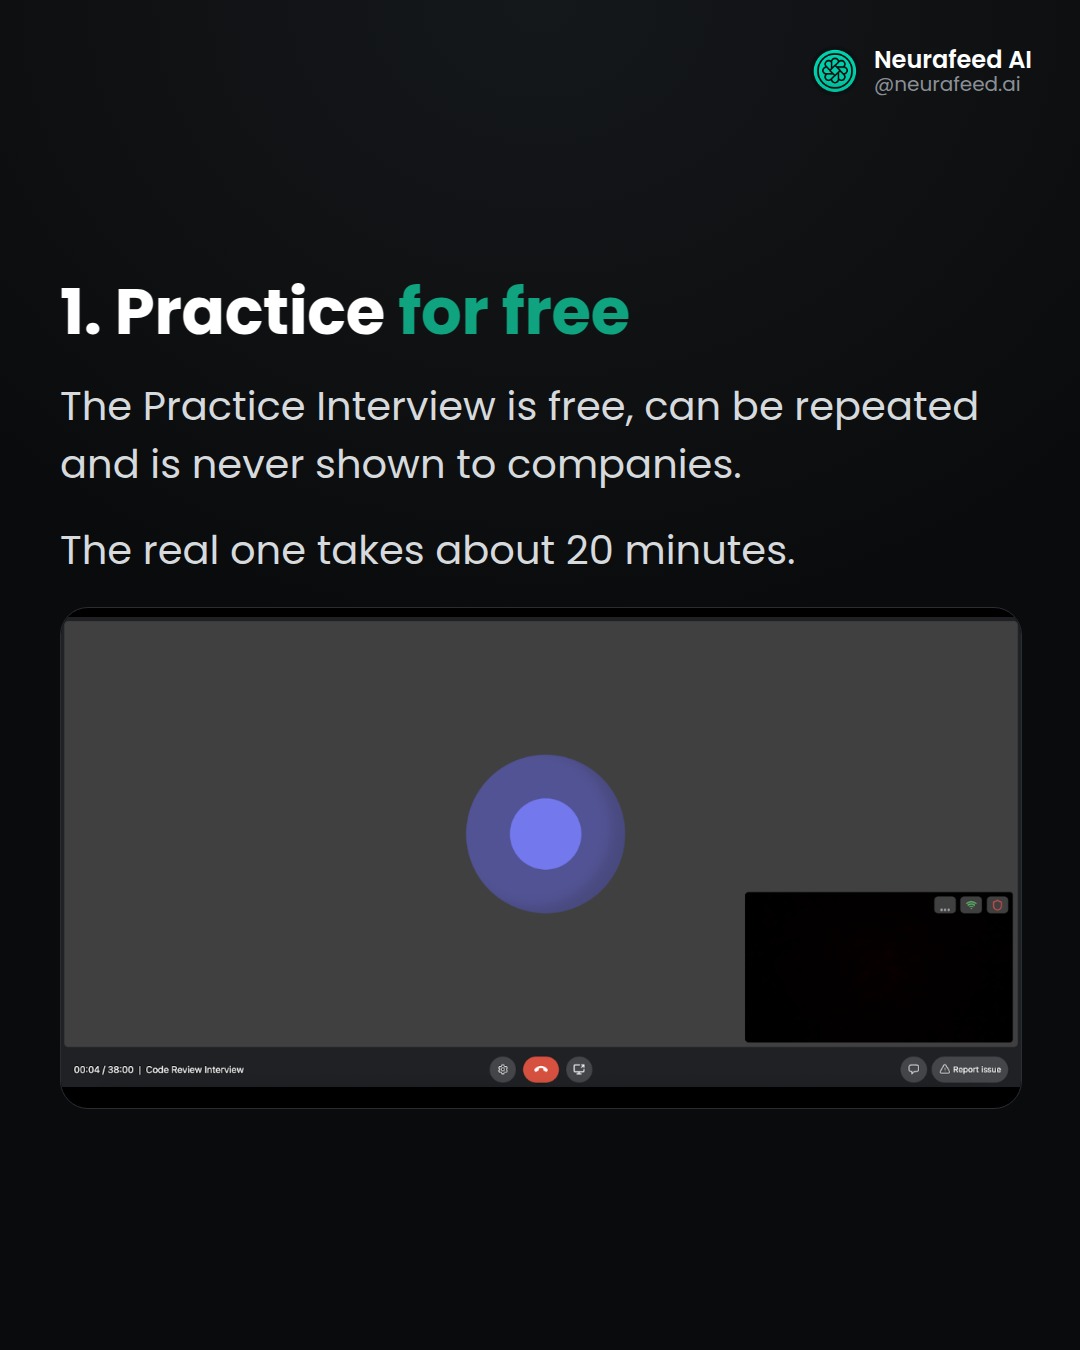 Neurafeed AI
@neurafeed.ai
1. Practice for free
The Practice Interview is free, can be repeated
and is never shown to companies.
The real one takes about 20 minutes.
00:04 / 38:00 | Code Review Interview
Report issue